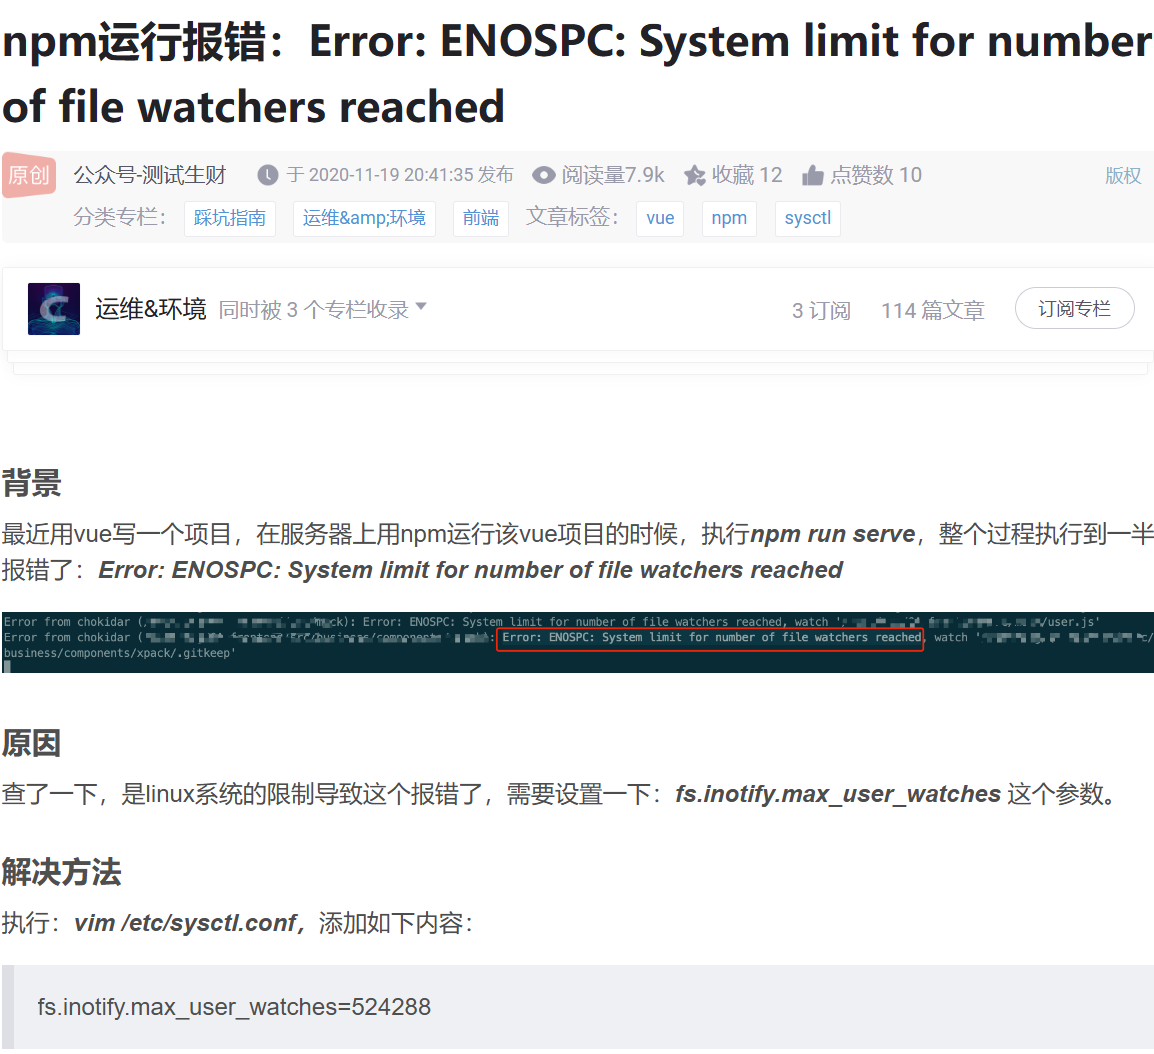 npm运行报错：Error: ENOSPC: System limit for number
of file watchers reached
原创 公众号-测试生财 于 2020-11-19 20:41:35 发布 阅读量7.9k 收藏 12 点赞数 10 版权
分类专栏： 踩坑指南 运维&amp;环境 前端 文章标签： vue npm sysctl
运维&环境 同时被 3 个专栏收录 3 订阅 114 篇文章 订阅专栏
背景
最近用vue写一个项目，在服务器上用npm运行该vue项目的时候，执行npm run serve，整个过程执行到一半
报错了：Error: ENOSPC: System limit for number of file watchers reached
Error from chokidar (/ mock): Error: ENOSPC: System limit for number of file watchers reached, watch ' /user.js'
Error from chokidar ( ): Error: ENOSPC: System limit for number of file watchers reached, watch ' c/
business/components/xpack/.gitkeep'
原因
查了一下，是linux系统的限制导致这个报错了，需要设置一下：fs.inotify.max_user_watches 这个参数。
解决方法
执行：vim /etc/sysctl.conf，添加如下内容：
fs.inotify.max_user_watches=524288